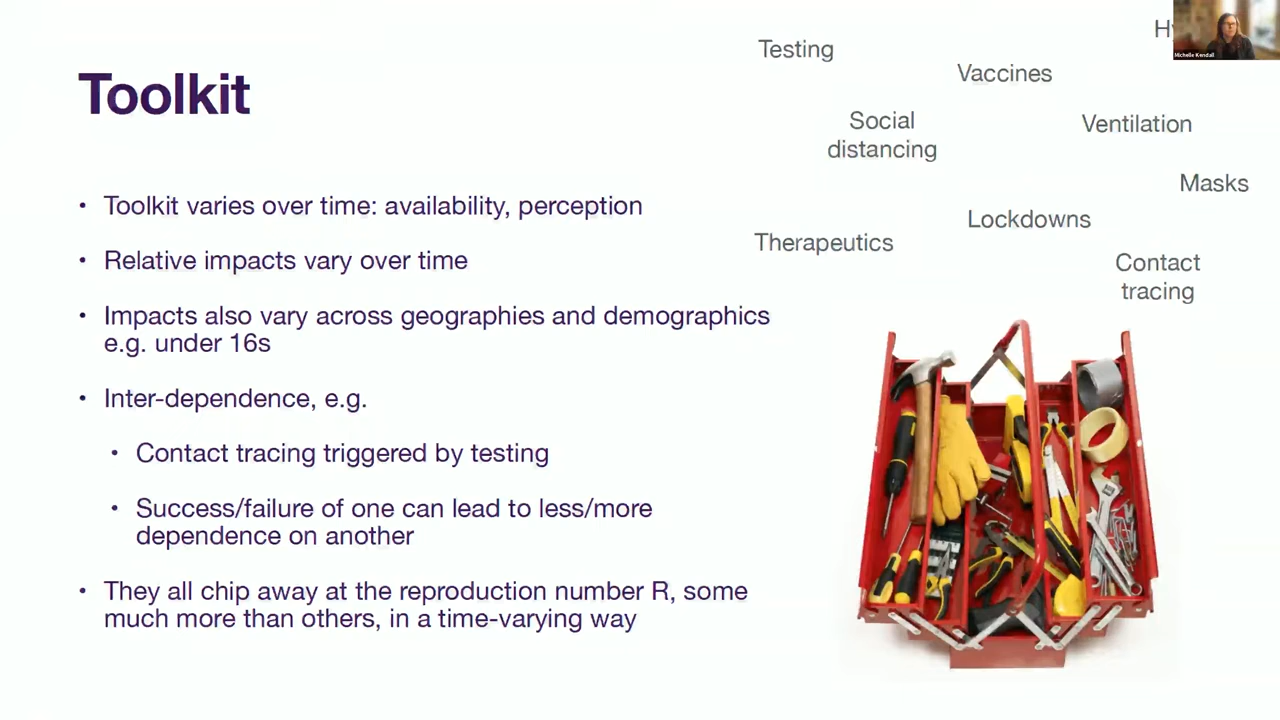 Toolkit
• Toolkit varies over time: availability, perception
• Relative impacts vary over time
• Impacts also vary across geographies and demographics
e.g. under 16s
• Inter-dependence, e.g.
• Contact tracing triggered by testing
• Success/failure of one can lead to less/more
dependence on another
• They all chip away at the reproduction number R, some
much more than others, in a time-varying way
Testing
Vaccines
Social
distancing
Ventilation
Masks
Lockdowns
Therapeutics
Contact
tracing
Michelle Kendall